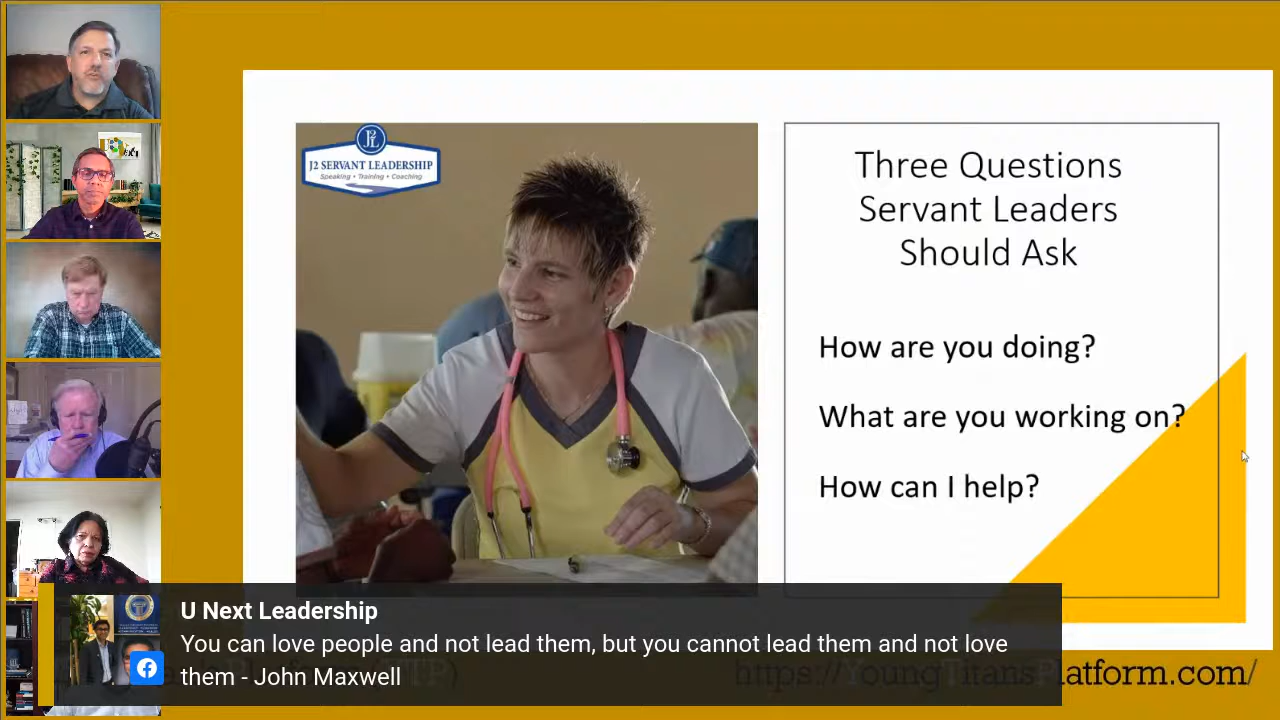 J2L
J2 SERVANT LEADERSHIP
Speaking • Training • Coaching
Three Questions
Servant Leaders
Should Ask
How are you doing?
What are you working on?
How can I help?
U Next Leadership
You can love people and not lead them, but you cannot lead them and not love
them - John Maxwell
https://YoungTitansPlatform.com/